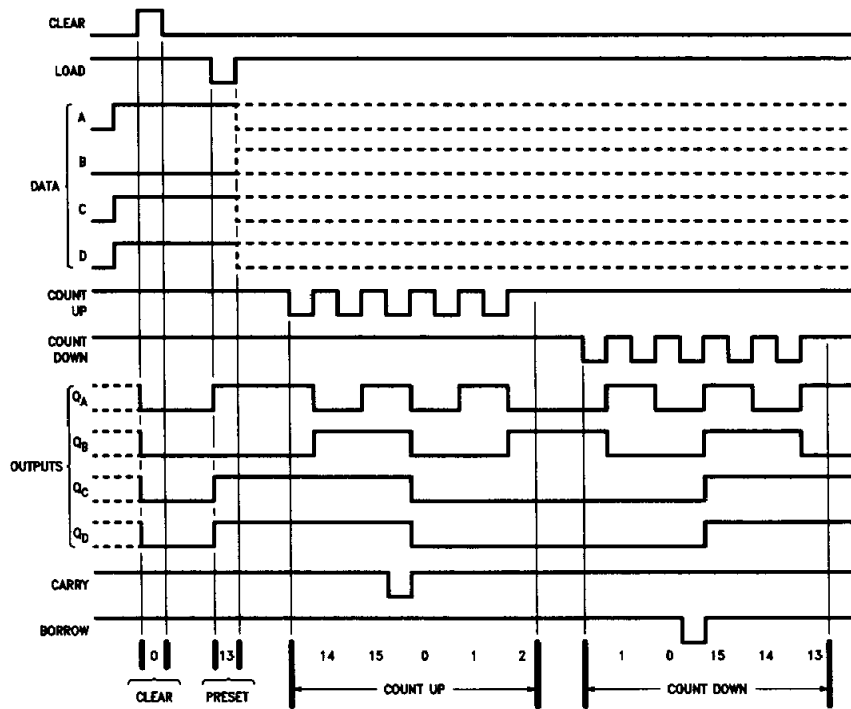 CLEAR
LOAD
A
B
DATA
C
D
COUNT
UP
COUNT
DOWN
QA
QB
OUTPUTS
QC
QD
CARRY
BORROW
0 13 14 15 0 1 2 1 0 15 14 13
CLEAR PRESET COUNT UP COUNT DOWN